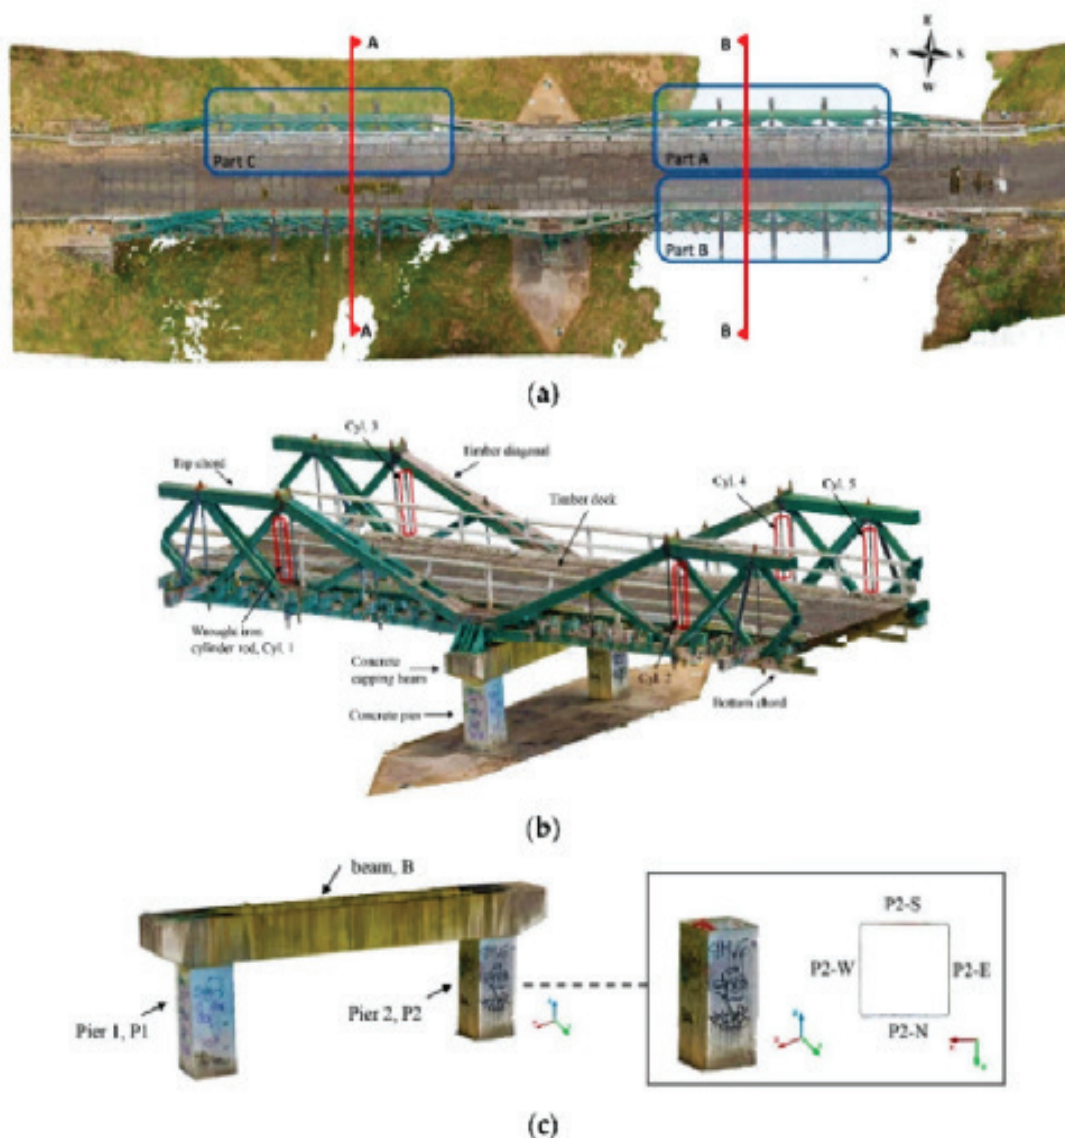 A
B
E
N
S
W
Part C
Part A
Part B
A
B
(a)
Cyl. 3
Timber diagonal
Top chord
Cyl. 4
Cyl. 5
Timber deck
Wrought iron
cylinder rod, Cyl. 1
Concrete
capping beam
Cyl. 2
Bottom chord
Concrete pier
(b)
beam, B
P2-S
P2-W
P2-E
Pier 1, P1
Pier 2, P2
P2-N
(c)